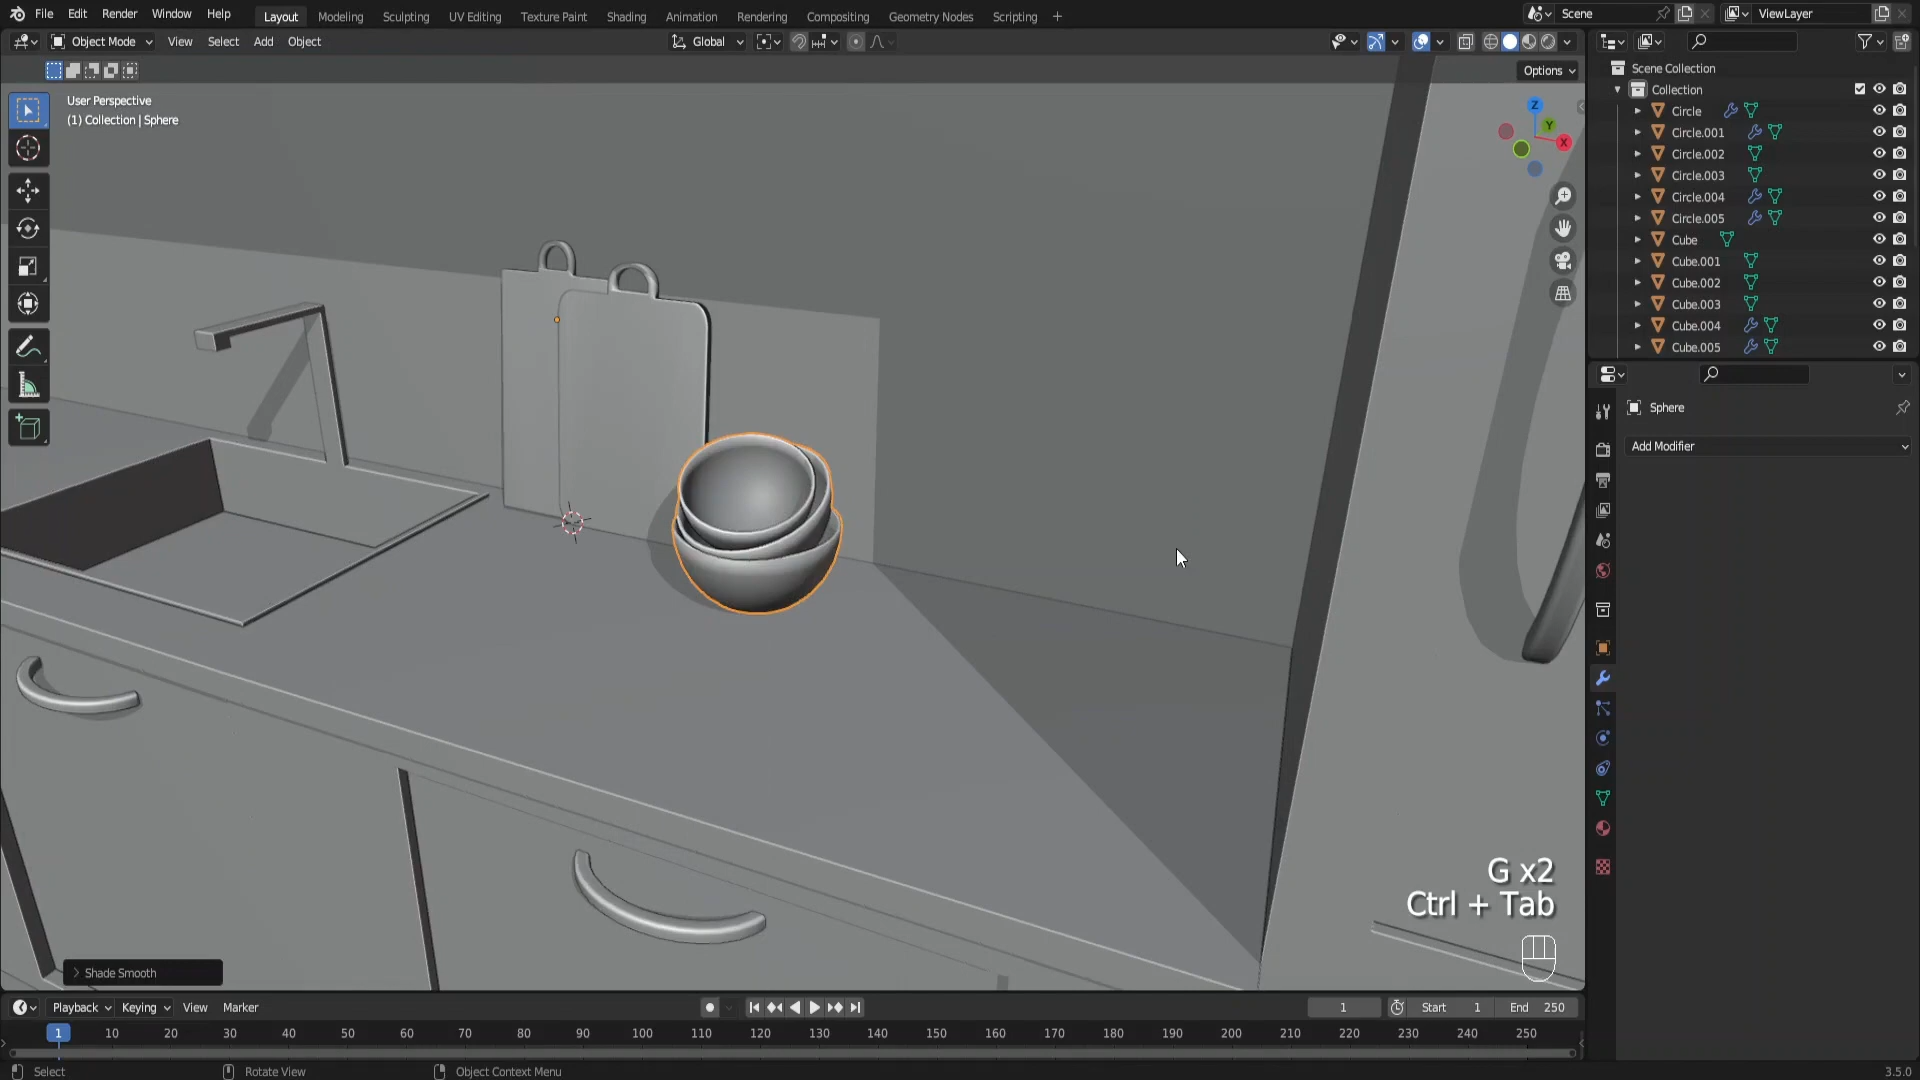 File Edit Render Window Help Layout Modeling Sculpting UV Editing Texture Paint Shading Animation Rendering Compositing Geometry Nodes Scripting + Scene ViewLayer
Object Mode View Select Add Object Global
Options
User Perspective
(1) Collection | Sphere
Z
Y
X
Scene Collection
Collection
Circle
Circle.001
Circle.002
Circle.003
Circle.004
Circle.005
Cube
Cube.001
Cube.002
Cube.003
Cube.004
Cube.005
Sphere
Add Modifier
G x2
Ctrl + Tab
Shade Smooth
Playback Keying View Marker 1 Start 1 End 250
1 10 20 30 40 50 60 70 80 90 100 110 120 130 140 150 160 170 180 190 200 210 220 230 240 250
Select Rotate View Object Context Menu 3.5.0